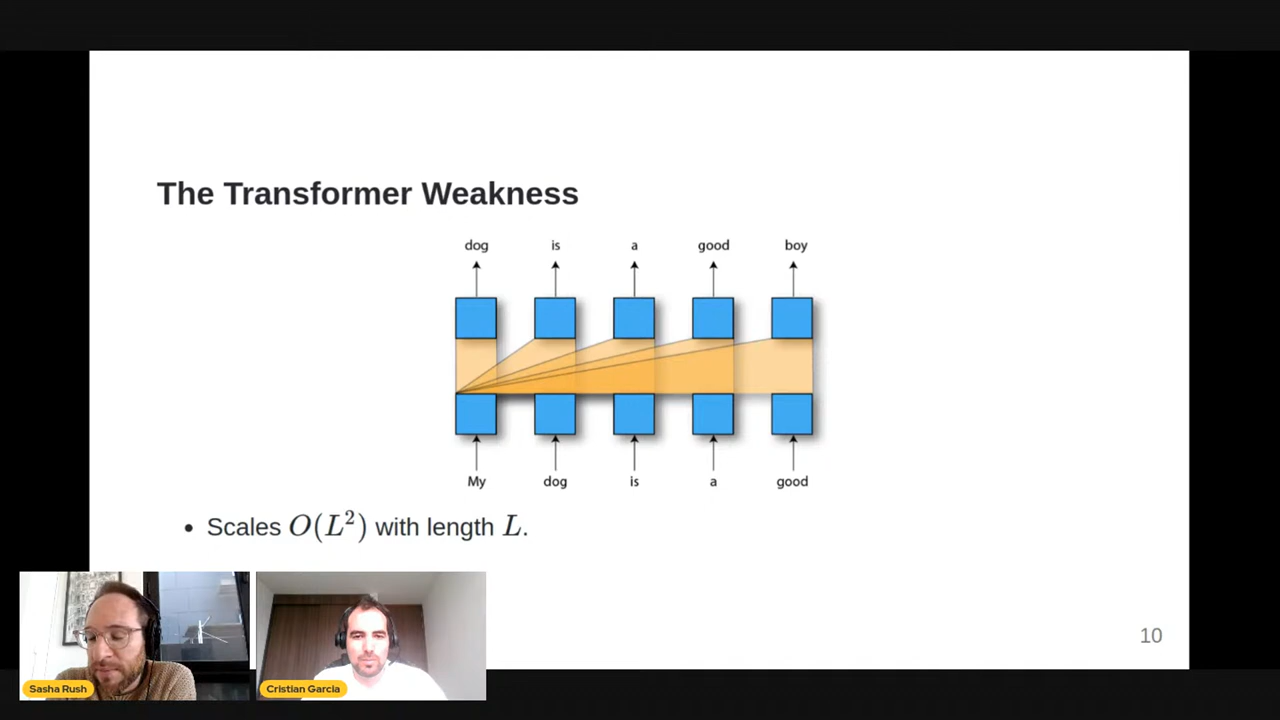 The Transformer Weakness
dog is a good boy
My dog is a good
• Scales O(L²) with length L.
10
Sasha Rush
Cristian Garcia